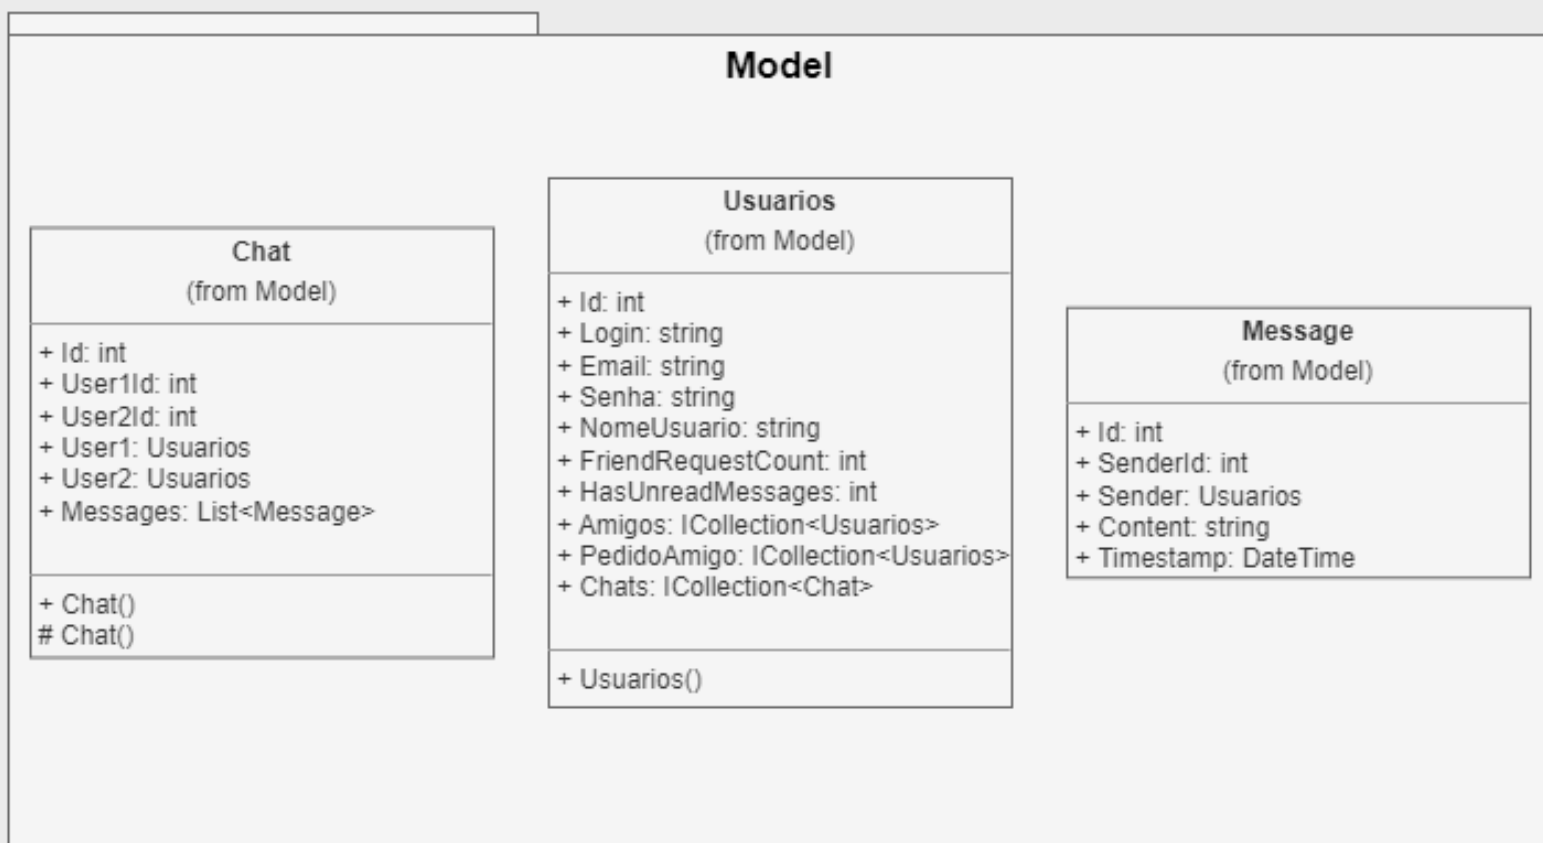 Model
Chat
(from Model)
+ Id: int
+ User1Id: int
+ User2Id: int
+ User1: Usuarios
+ User2: Usuarios
+ Messages: List<Message>
+ Chat()
# Chat()
Usuarios
(from Model)
+ Id: int
+ Login: string
+ Email: string
+ Senha: string
+ NomeUsuario: string
+ FriendRequestCount: int
+ HasUnreadMessages: int
+ Amigos: ICollection<Usuarios>
+ PedidoAmigo: ICollection<Usuarios>
+ Chats: ICollection<Chat>
+ Usuarios()
Message
(from Model)
+ Id: int
+ SenderId: int
+ Sender: Usuarios
+ Content: string
+ Timestamp: DateTime